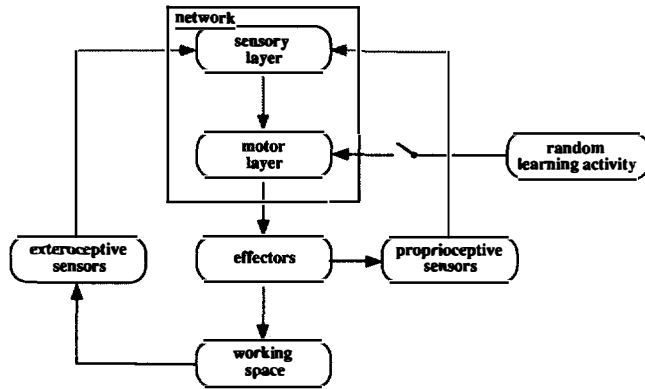 network
sensory
layer
motor
layer
random
learning activity
exteroceptive
sensors
effectors
proprioceptive
sensors
working
space